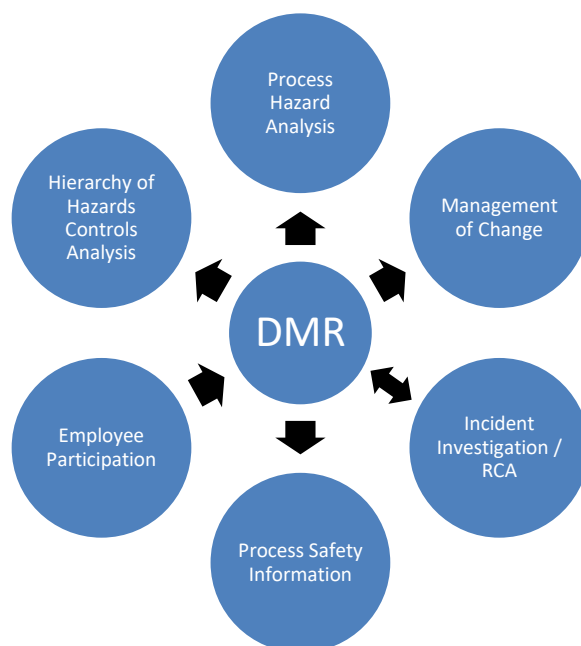 Process
Hazard
Analysis
Hierarchy of
Hazards
Controls
Analysis
Management
of Change
DMR
Employee
Participation
Incident
Investigation /
RCA
Process Safety
Information